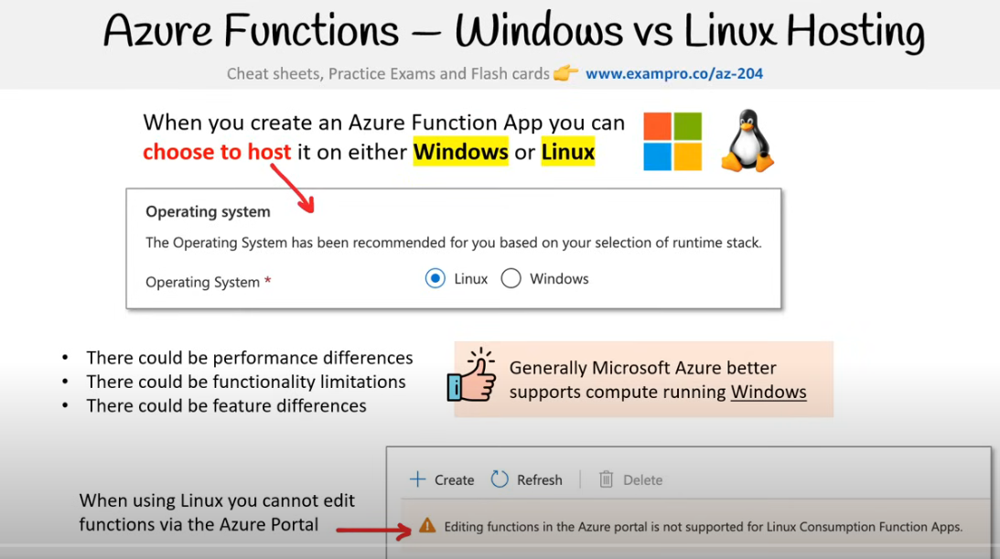 Azure Functions – Windows vs Linux Hosting
Cheat sheets, Practice Exams and Flash cards 👉 www.exampro.co/az-204
When you create an Azure Function App you can
choose to host it on either Windows or Linux
Operating system
The Operating System has been recommended for you based on your selection of runtime stack.
Operating System *
Linux
Windows
• There could be performance differences
• There could be functionality limitations
• There could be feature differences
Generally Microsoft Azure better
supports compute running Windows
Create
Refresh
Delete
When using Linux you cannot edit
functions via the Azure Portal
Editing functions in the Azure portal is not supported for Linux Consumption Function Apps.